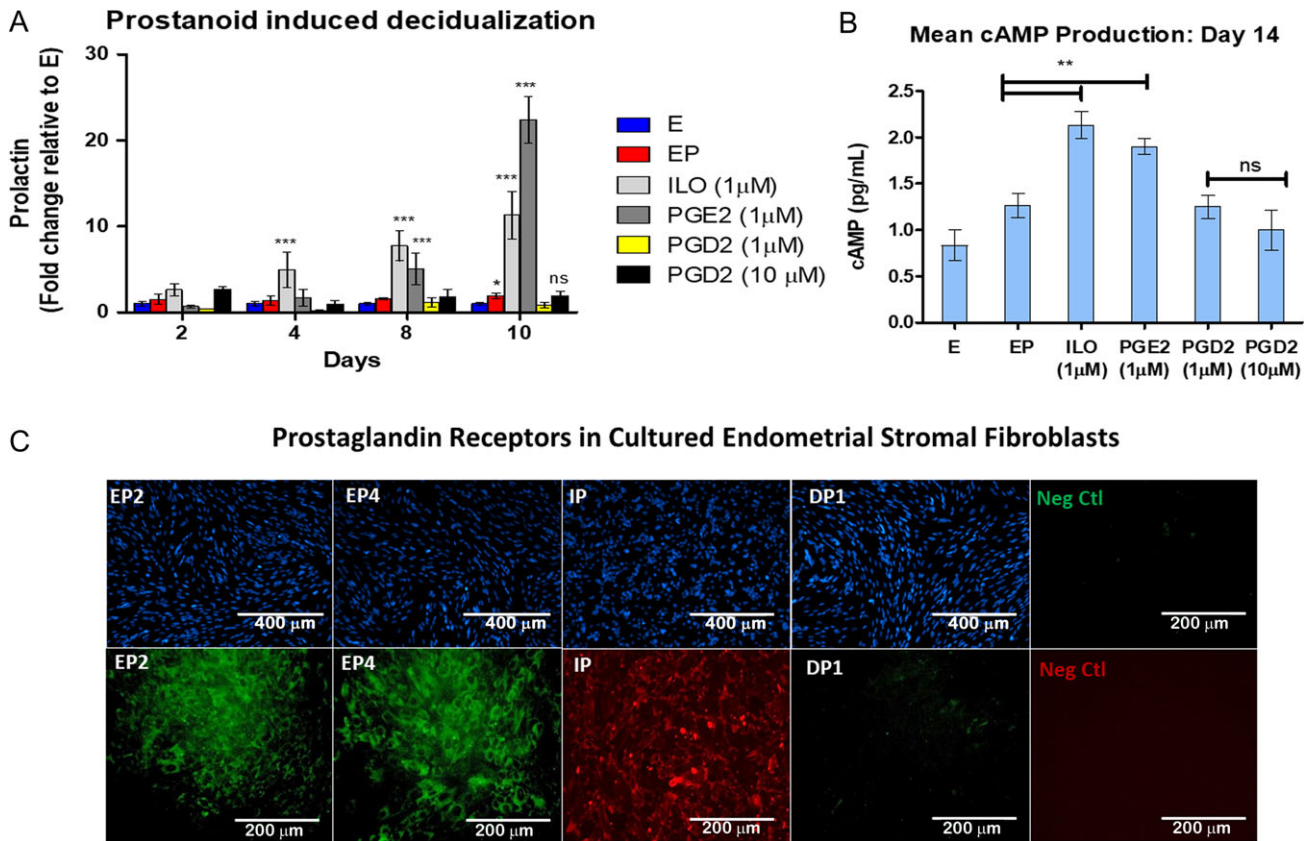 A
Prostanoid induced decidualization
Prolactin
(Fold change relative to E)
30
20
10
0
***
***
***
***
***
*
ns
2
4
8
10
Days
E
EP
ILO (1μM)
PGE2 (1μM)
PGD2 (1μM)
PGD2 (10 μM)
B
Mean cAMP Production: Day 14
cAMP (pg/mL)
2.5
2.0
1.5
1.0
0.5
0.0
**
ns
E
EP
ILO
(1μM)
PGE2
(1μM)
PGD2
(1μM)
PGD2
(10μM)
C
Prostaglandin Receptors in Cultured Endometrial Stromal Fibroblasts
EP2
EP4
IP
DP1
Neg Ctl
400 μm
400 μm
400 μm
400 μm
200 μm
EP2
EP4
IP
DP1
Neg Ctl
200 μm
200 μm
200 μm
200 μm
200 μm